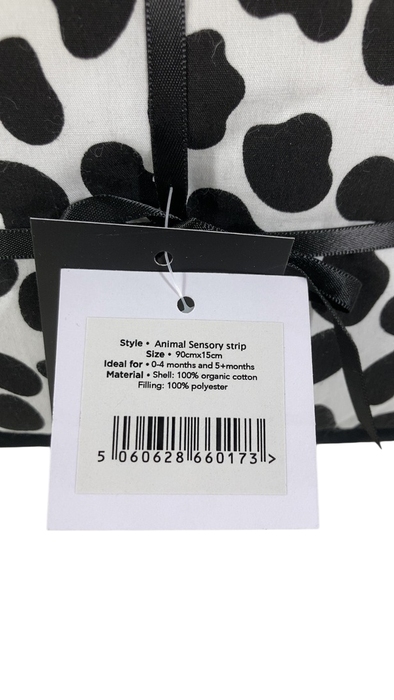 Style • Animal Sensory strip
Size • 90cmx15cm
Ideal for • 0-4 months and 5+months
Material • Shell: 100% organic cotton
Filling: 100% polyester
5 060628 660173 >